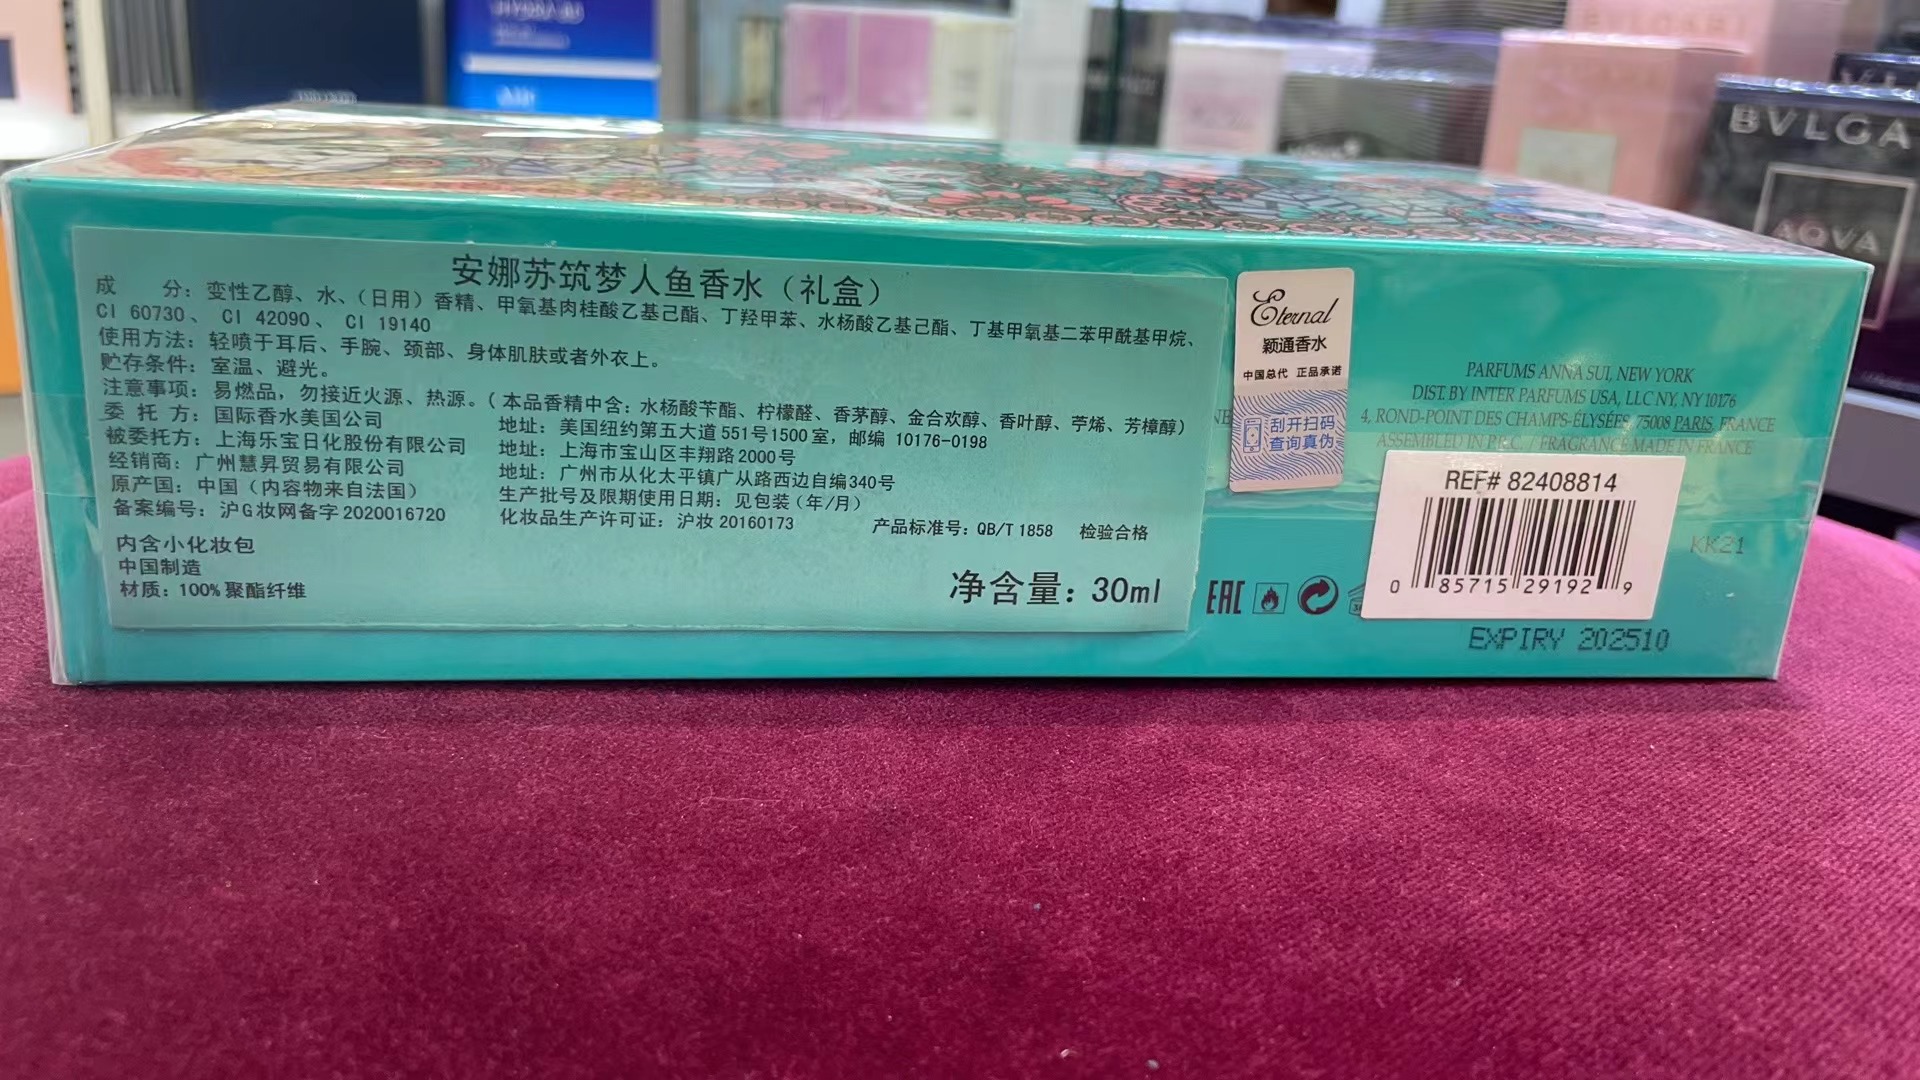 安娜苏筑梦人鱼香水（礼盒）
成 分：变性乙醇、水、（日用）香精、甲氧基肉桂酸乙基己酯、丁羟甲苯、水杨酸乙基己酯、丁基甲氧基二苯甲酰基甲烷、
CI 60730、 CI 42090、 CI 19140
使用方法：轻喷于耳后、手腕、颈部、身体肌肤或者外衣上。
贮存条件：室温、避光。
注意事项：易燃品，勿接近火源、热源。（本品香精中含：水杨酸苄酯、柠檬醛、香茅醇、金合欢醇、香叶醇、苧烯、芳樟醇）
委 托 方：国际香水美国公司 地址：美国纽约第五大道551号1500室，邮编 10176-0198
被委托方：上海乐宝日化股份有限公司 地址：上海市宝山区丰翔路2000号
经销商：广州慧昇贸易有限公司 地址：广州市从化太平镇广从路西边自编340号
原产国：中国（内容物来自法国） 生产批号及限期使用日期：见包装（年/月）
备案编号：沪G妆网备字2020016720 化妆品生产许可证：沪妆20160173 产品标准号：QB/T 1858 检验合格
内含小化妆包
中国制造
材质：100%聚酯纤维
净含量：30ml
Eternal
颖通香水
中国总代 正品承诺
刮开扫码
查询真伪
PARFUMS ANNA SUI, NEW YORK
DIST. BY INTER PARFUMS USA, LLC NY, NY 10176
4, ROND-POINT DES CHAMPS-ÉLYSÉES, 75008 PARIS, FRANCE
ASSEMBLED IN P.R.C. / FRAGRANCE MADE IN FRANCE
REF# 82408814
0 85715 29192 9
KK21
EAC
EXPIRY 202510
BVLGARI
BVLGA
AQVA